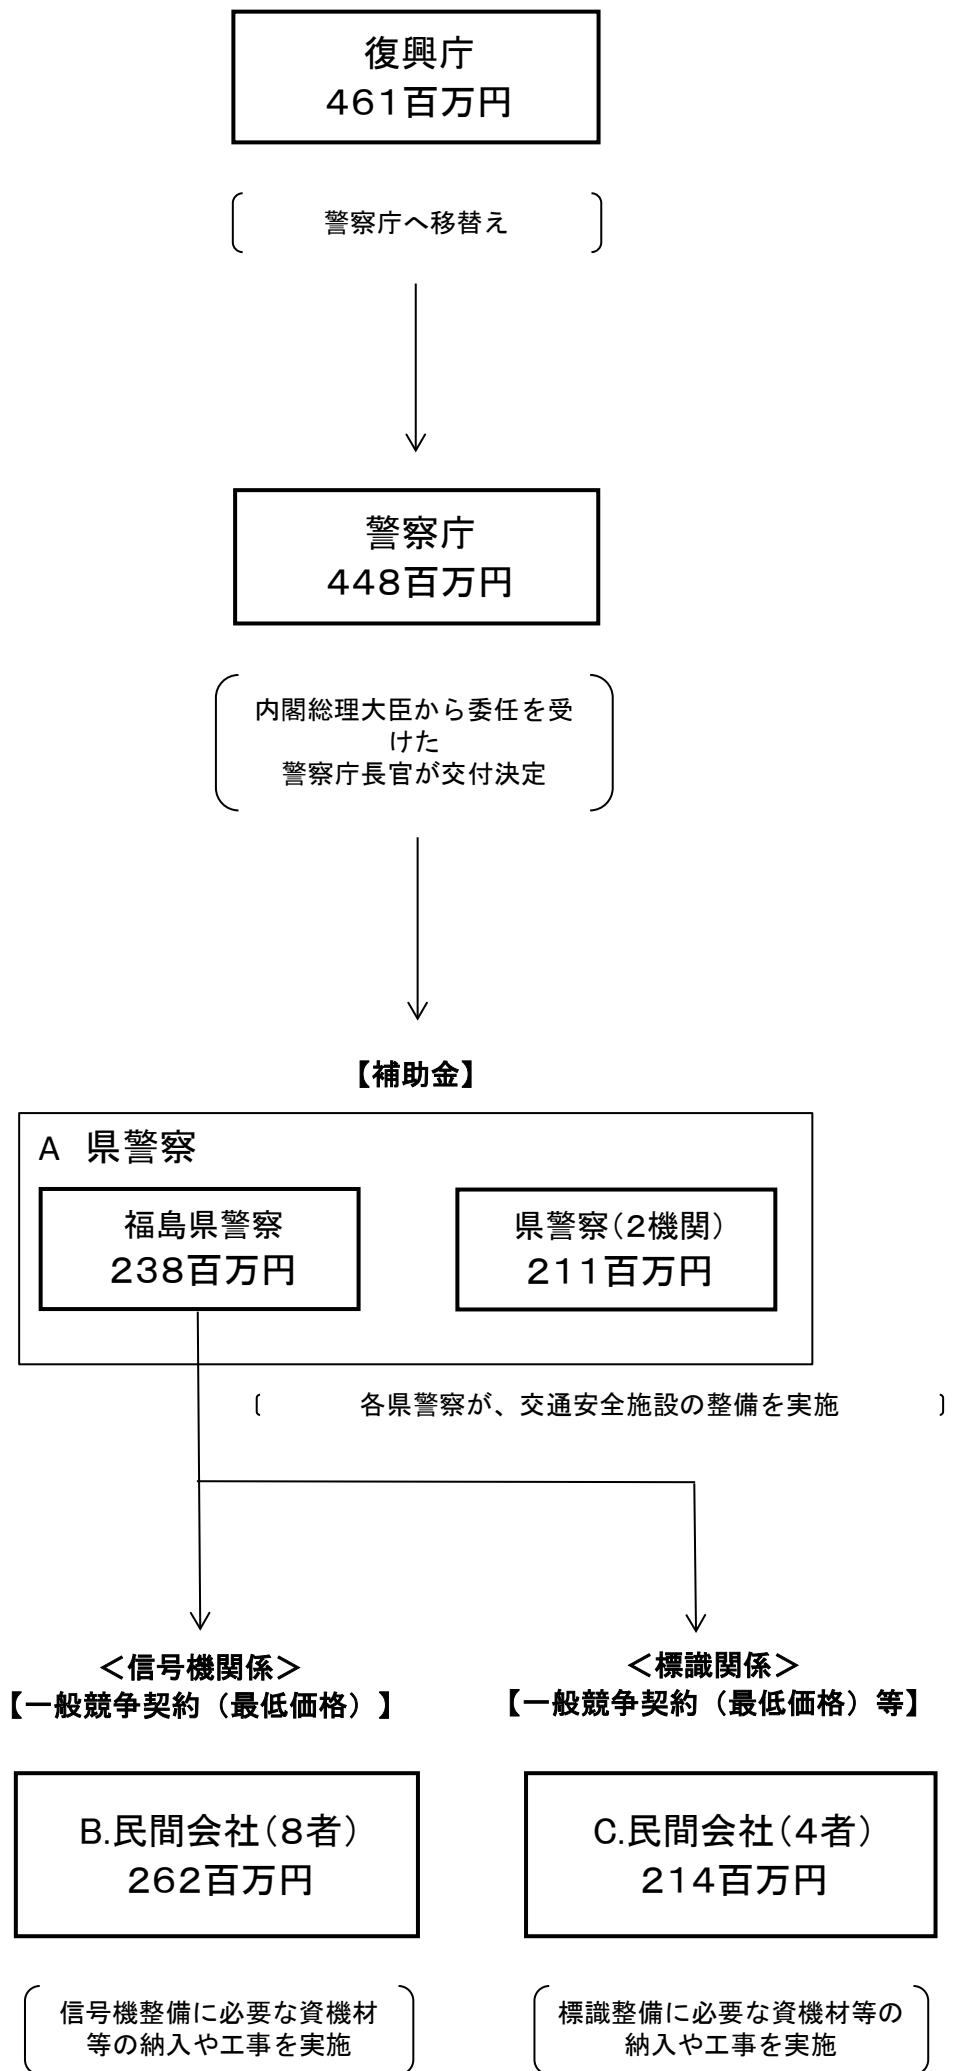 復興庁
461百万円
警察庁へ移替え
警察庁
448百万円
内閣総理大臣から委任を受
けた
警察庁長官が交付決定
【補助金】
A 県警察
福島県警察
238百万円
県警察(2機関)
211百万円
各県警察が、交通安全施設の整備を実施
＜信号機関係＞
【一般競争契約（最低価格）】
＜標識関係＞
【一般競争契約（最低価格）等】
B.民間会社(8者)
262百万円
C.民間会社(4者)
214百万円
信号機整備に必要な資機材
等の納入や工事を実施
標識整備に必要な資機材等の
納入や工事を実施